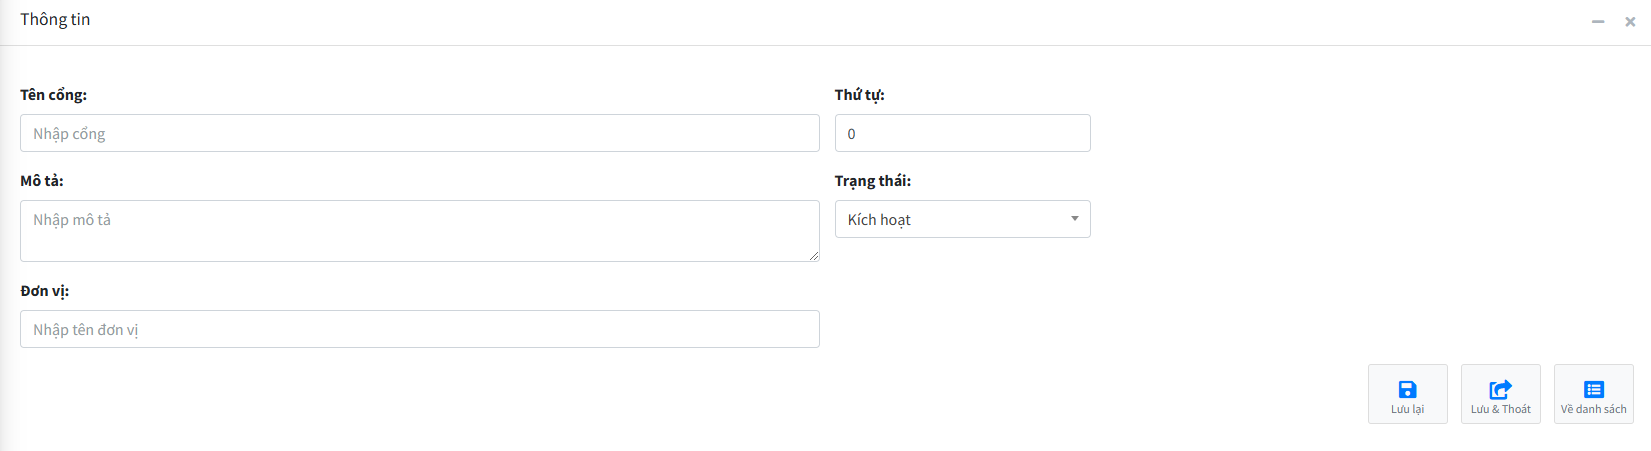 Thông tin
Tên cổng:
Thứ tự:
Nhập cổng
0
Mô tả:
Trạng thái:
Nhập mô tả
Kích hoạt
Đơn vị:
Nhập tên đơn vị
Lưu lại
Lưu & Thoát
Về danh sách